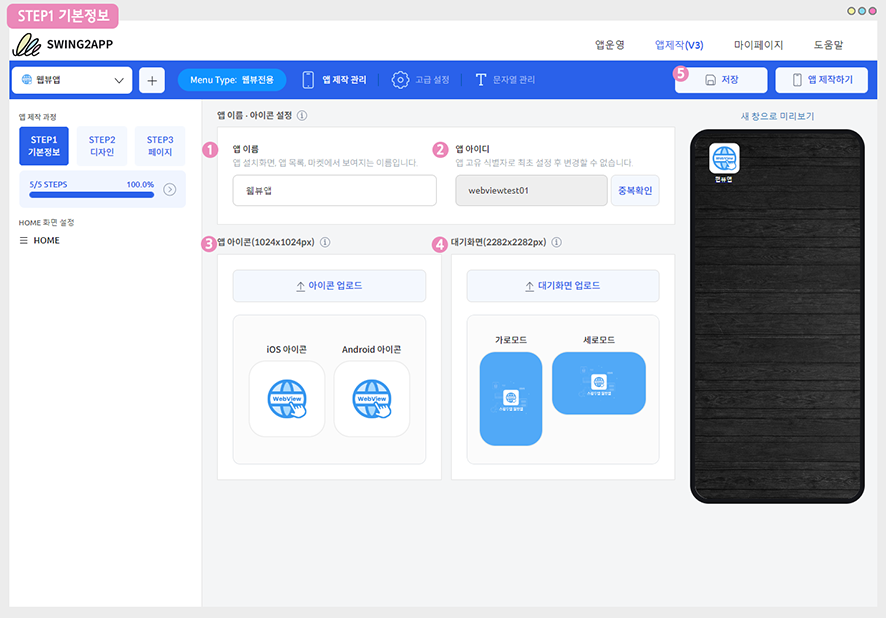 STEP1 기본정보
SWING2APP
앱운영 앱제작(V3) 마이페이지 도움말
웹뷰앱 + Menu Type: 웹뷰전용 앱 제작 관리 고급 설정 문자열 관리 5 저장 앱 제작하기
앱 제작 과정
STEP1 기본정보
STEP2 디자인
STEP3 페이지
5/5 STEPS 100.0%
HOME 화면 설정
HOME
앱 이름 · 아이콘 설정
1 앱 이름
앱 설치화면, 앱 목록, 마켓에서 보여지는 이름입니다.
웹뷰앱
2 앱 아이디
앱 고유 식별자로 최초 설정 후 변경할 수 없습니다.
webviewtest01 중복확인
3 앱 아이콘(1024x1024px)
아이콘 업로드
iOS 아이콘 Android 아이콘
WebView WebView
4 대기화면(2282x2282px)
대기화면 업로드
가로모드 세로모드
새 창으로 미리보기
WebView
웹뷰앱